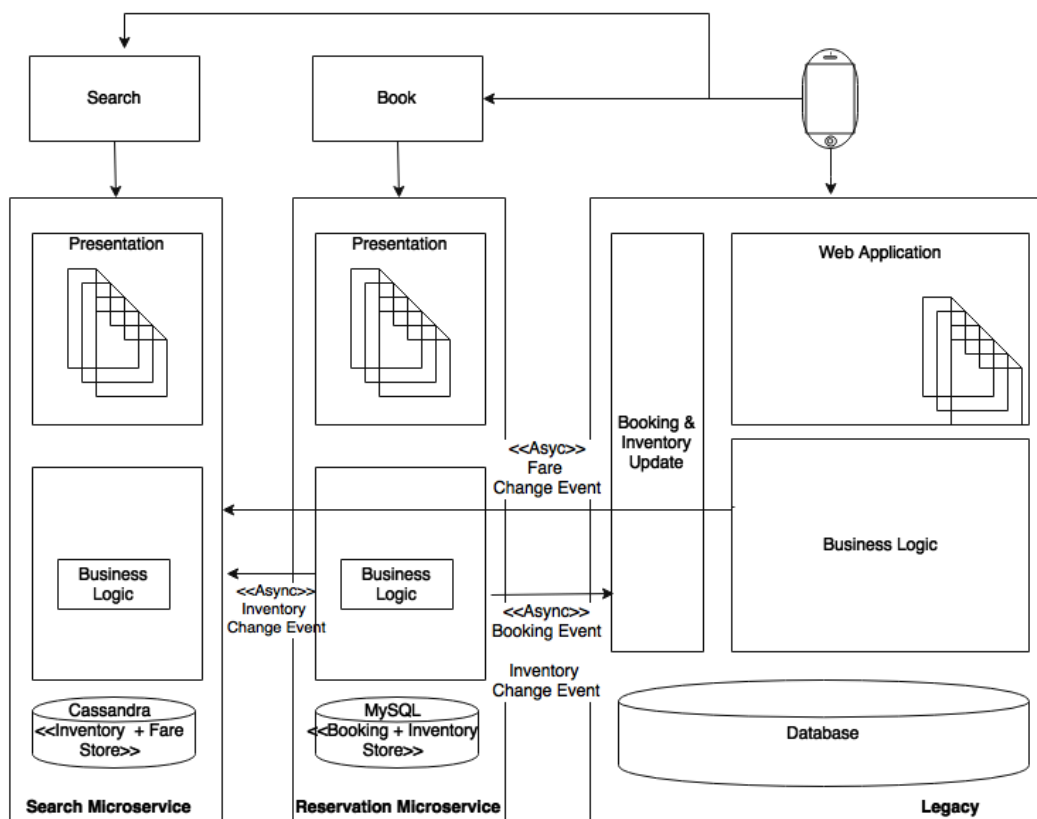 Search
Book
Presentation
Presentation
Web Application
Booking &
Inventory
Update
<<Asyc>>
Fare
Change Event
Business Logic
Business
Logic
<<Async>>
Inventory
Change Event
Business
Logic
<<Async>>
Booking Event
Inventory
Change Event
Cassandra
<<Inventory + Fare
Store>>
MySQL
<<Booking + Inventory
Store>>
Database
Search Microservice
Reservation Microservice
Legacy